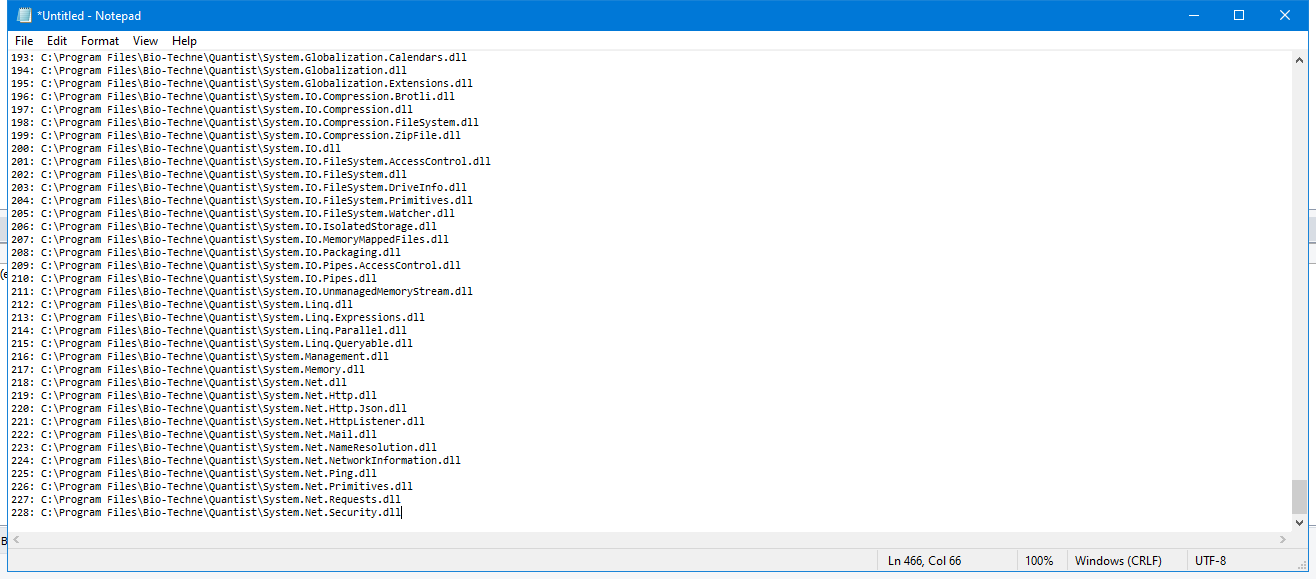 *Untitled - Notepad
File Edit Format View Help
193: C:\Program Files\Bio-Techne\Quantist\System.Globalization.Calendars.dll
194: C:\Program Files\Bio-Techne\Quantist\System.Globalization.dll
195: C:\Program Files\Bio-Techne\Quantist\System.Globalization.Extensions.dll
196: C:\Program Files\Bio-Techne\Quantist\System.IO.Compression.Brotli.dll
197: C:\Program Files\Bio-Techne\Quantist\System.IO.Compression.dll
198: C:\Program Files\Bio-Techne\Quantist\System.IO.Compression.FileSystem.dll
199: C:\Program Files\Bio-Techne\Quantist\System.IO.Compression.ZipFile.dll
200: C:\Program Files\Bio-Techne\Quantist\System.IO.dll
201: C:\Program Files\Bio-Techne\Quantist\System.IO.FileSystem.AccessControl.dll
202: C:\Program Files\Bio-Techne\Quantist\System.IO.FileSystem.dll
203: C:\Program Files\Bio-Techne\Quantist\System.IO.FileSystem.DriveInfo.dll
204: C:\Program Files\Bio-Techne\Quantist\System.IO.FileSystem.Primitives.dll
205: C:\Program Files\Bio-Techne\Quantist\System.IO.FileSystem.Watcher.dll
206: C:\Program Files\Bio-Techne\Quantist\System.IO.IsolatedStorage.dll
207: C:\Program Files\Bio-Techne\Quantist\System.IO.MemoryMappedFiles.dll
208: C:\Program Files\Bio-Techne\Quantist\System.IO.Packaging.dll
209: C:\Program Files\Bio-Techne\Quantist\System.IO.Pipes.AccessControl.dll
210: C:\Program Files\Bio-Techne\Quantist\System.IO.Pipes.dll
211: C:\Program Files\Bio-Techne\Quantist\System.IO.UnmanagedMemoryStream.dll
212: C:\Program Files\Bio-Techne\Quantist\System.Linq.dll
213: C:\Program Files\Bio-Techne\Quantist\System.Linq.Expressions.dll
214: C:\Program Files\Bio-Techne\Quantist\System.Linq.Parallel.dll
215: C:\Program Files\Bio-Techne\Quantist\System.Linq.Queryable.dll
216: C:\Program Files\Bio-Techne\Quantist\System.Management.dll
217: C:\Program Files\Bio-Techne\Quantist\System.Memory.dll
218: C:\Program Files\Bio-Techne\Quantist\System.Net.dll
219: C:\Program Files\Bio-Techne\Quantist\System.Net.Http.dll
220: C:\Program Files\Bio-Techne\Quantist\System.Net.Http.Json.dll
221: C:\Program Files\Bio-Techne\Quantist\System.Net.HttpListener.dll
222: C:\Program Files\Bio-Techne\Quantist\System.Net.Mail.dll
223: C:\Program Files\Bio-Techne\Quantist\System.Net.NameResolution.dll
224: C:\Program Files\Bio-Techne\Quantist\System.Net.NetworkInformation.dll
225: C:\Program Files\Bio-Techne\Quantist\System.Net.Ping.dll
226: C:\Program Files\Bio-Techne\Quantist\System.Net.Primitives.dll
227: C:\Program Files\Bio-Techne\Quantist\System.Net.Requests.dll
228: C:\Program Files\Bio-Techne\Quantist\System.Net.Security.dll
Ln 466, Col 66 100% Windows (CRLF) UTF-8